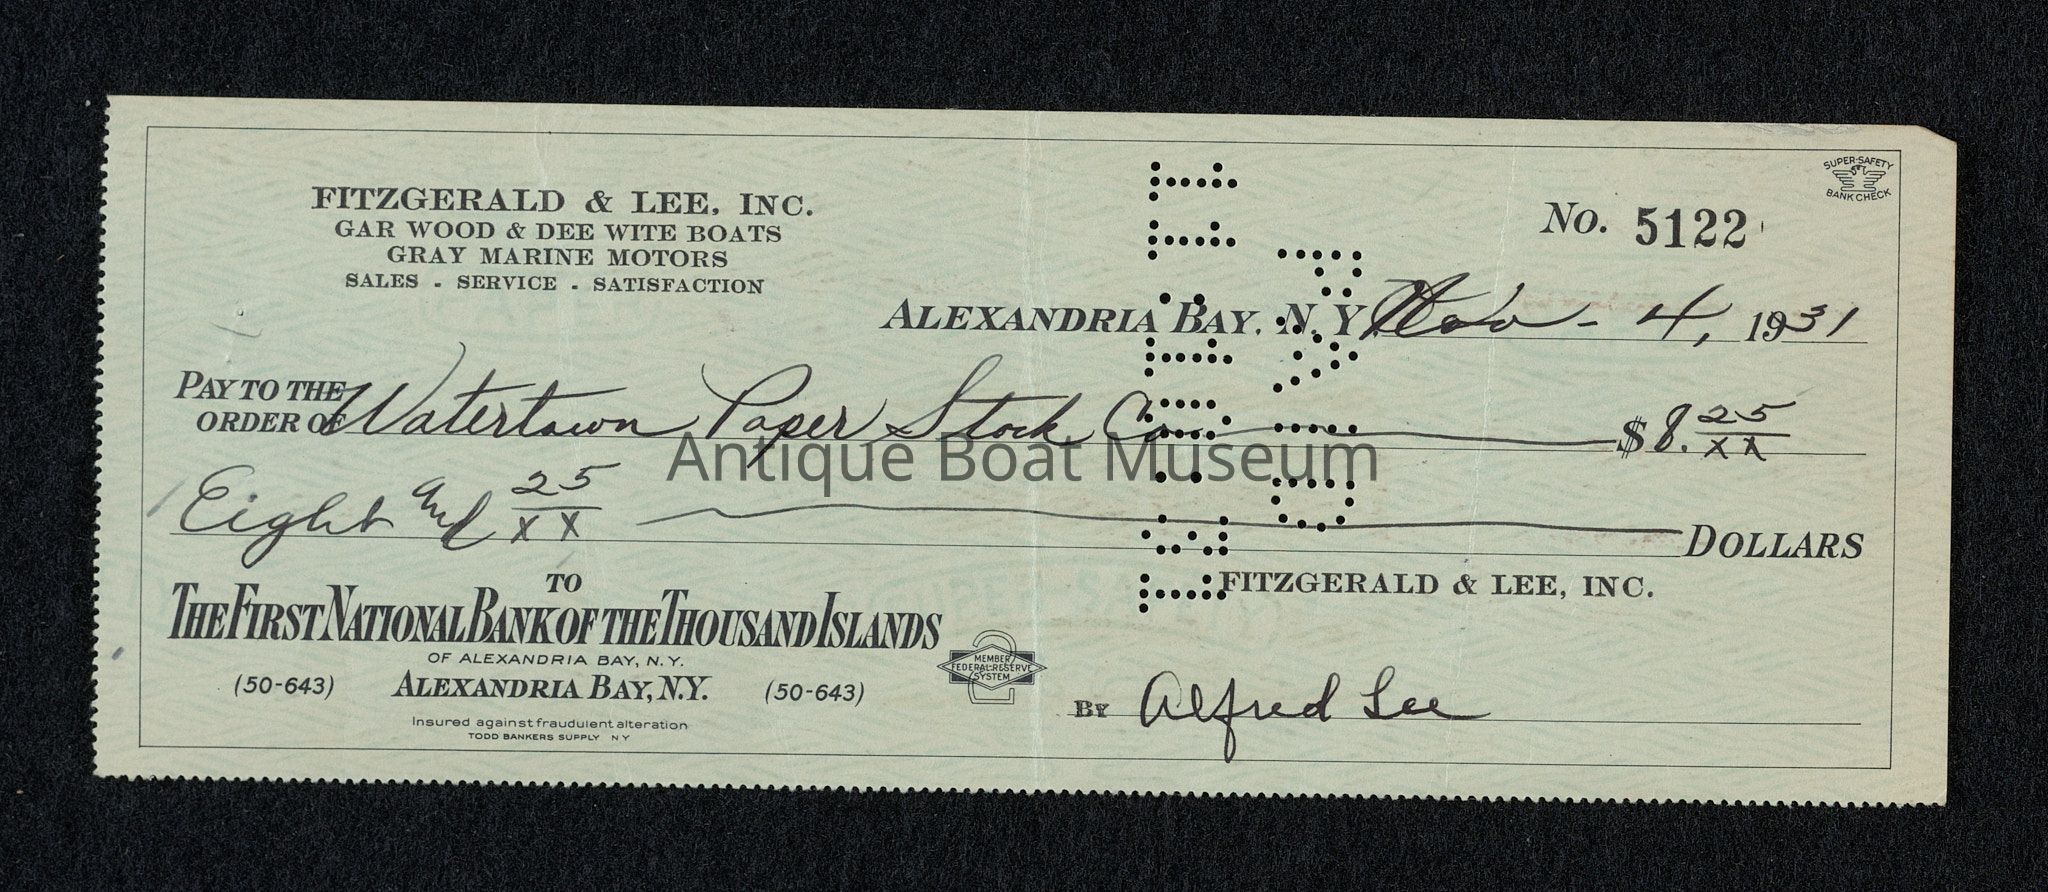 FITZGERALD & LEE, INC.
GAR WOOD & DEE WITE BOATS
GRAY MARINE MOTORS
SALES - SERVICE - SATISFACTION
SUPER-SAFETY
BANK CHECK
No. 5122
ALEXANDRIA BAY, N. Y. Nov - 4, 1931
PAY TO THE
ORDER OF Watertown Paper Stock Co $8. 25/xx
Antique Boat Museum
Eight and 25/xx DOLLARS
TO
THE FIRST NATIONAL BANK OF THE THOUSAND ISLANDS
OF ALEXANDRIA BAY, N.Y.
(50-643) ALEXANDRIA BAY, N.Y. (50-643)
Insured against fraudulent alteration
TODD BANKERS SUPPLY NY
MEMBER
FEDERAL RESERVE
SYSTEM
2
FITZGERALD & LEE, INC.
BY Alfred Lee